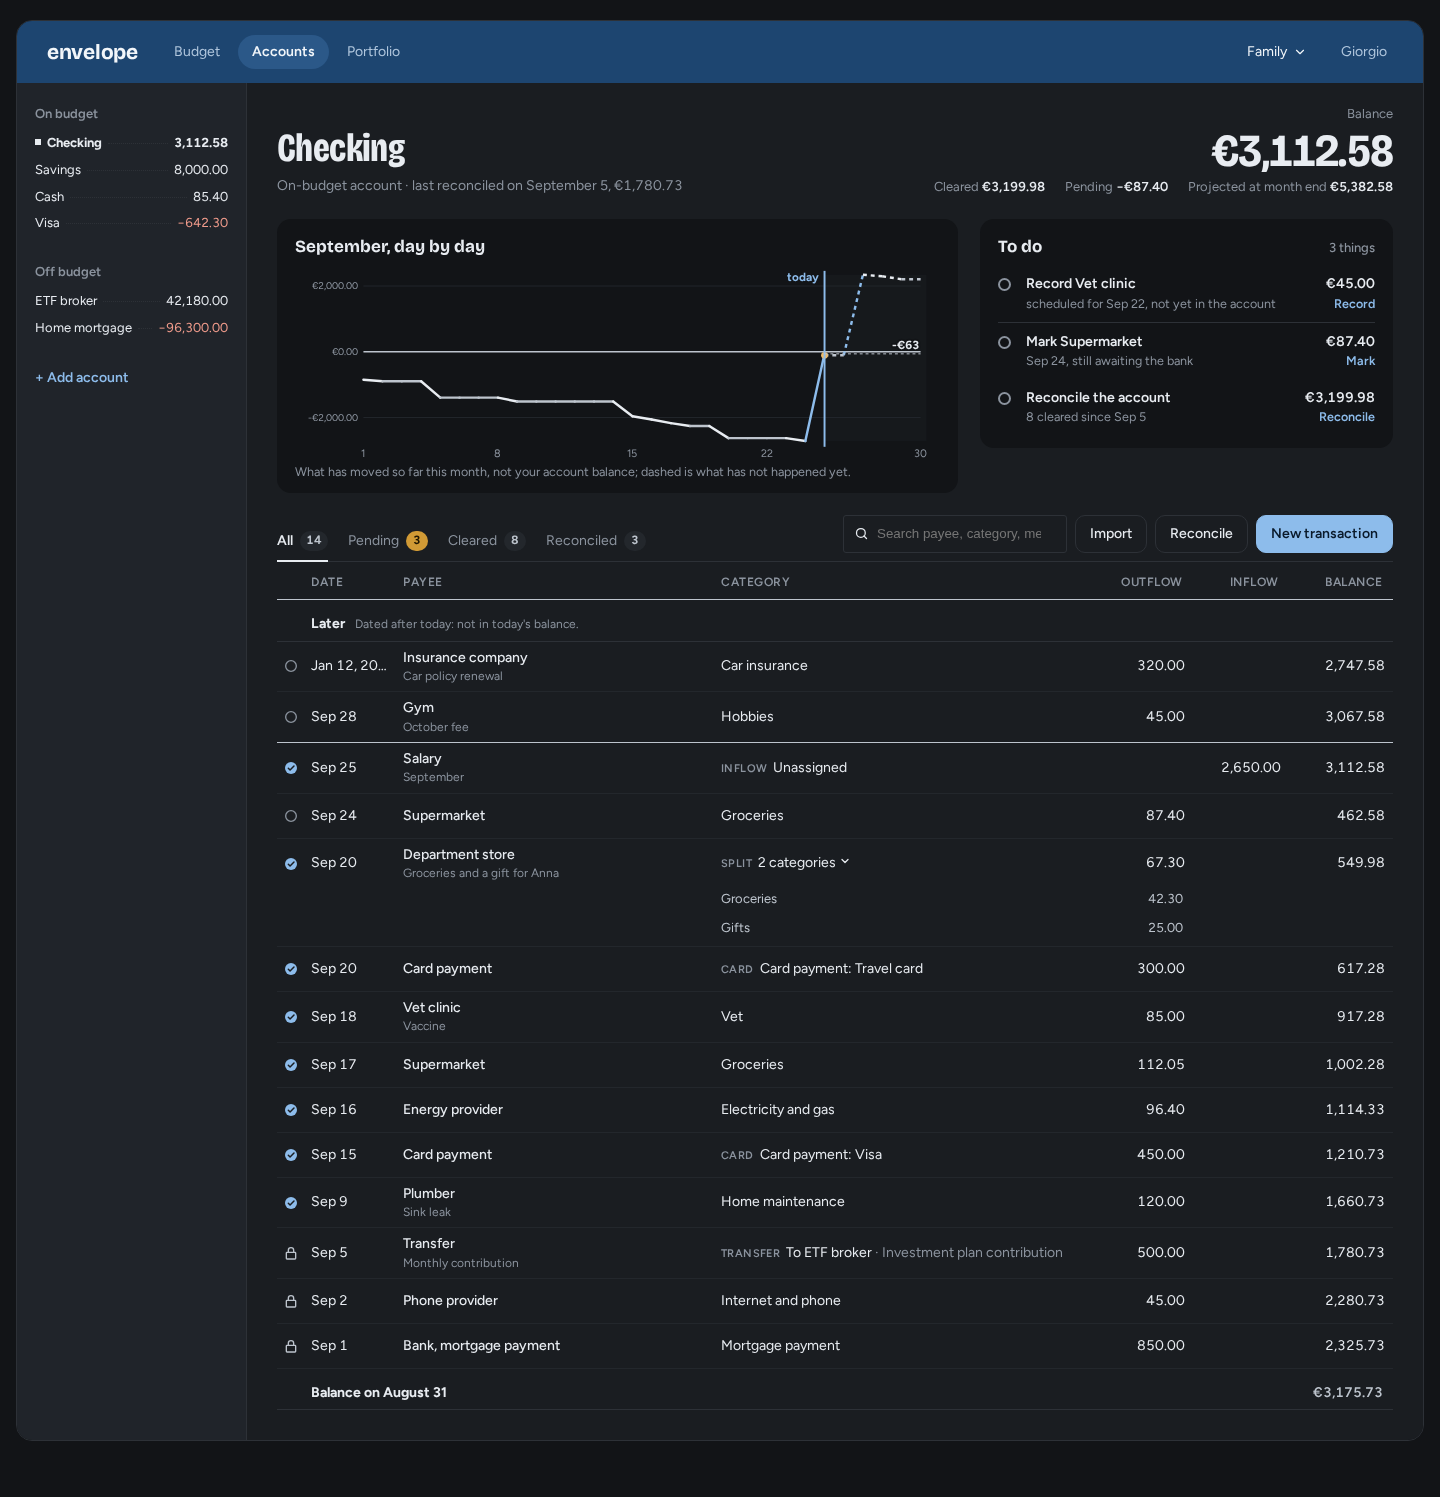 envelope Budget Accounts Portfolio Family Giorgio
On budget
Checking 3,112.58
Savings 8,000.00
Cash 85.40
Visa −642.30
Off budget
ETF broker 42,180.00
Home mortgage −96,300.00
+ Add account
Checking
On-budget account · last reconciled on September 5, €1,780.73
Balance
€3,112.58
Cleared €3,199.98 Pending −€87.40 Projected at month end €5,382.58
September, day by day
today
€2,000.00
€0.00
-€63
-€2,000.00
1 8 15 22 30
What has moved so far this month, not your account balance; dashed is what has not happened yet.
To do 3 things
Record Vet clinic €45.00
scheduled for Sep 22, not yet in the account Record
Mark Supermarket €87.40
Sep 24, still awaiting the bank Mark
Reconcile the account €3,199.98
8 cleared since Sep 5 Reconcile
All 14 Pending 3 Cleared 8 Reconciled 3
Search payee, category, me Import Reconcile New transaction
DATE PAYEE CATEGORY OUTFLOW INFLOW BALANCE
Later Dated after today: not in today's balance.
Jan 12, 20… Insurance company Car insurance 320.00 2,747.58
Car policy renewal
Sep 28 Gym Hobbies 45.00 3,067.58
October fee
Sep 25 Salary INFLOW Unassigned 2,650.00 3,112.58
September
Sep 24 Supermarket Groceries 87.40 462.58
Sep 20 Department store SPLIT 2 categories 67.30 549.98
Groceries and a gift for Anna
Groceries 42.30
Gifts 25.00
Sep 20 Card payment CARD Card payment: Travel card 300.00 617.28
Sep 18 Vet clinic Vet 85.00 917.28
Vaccine
Sep 17 Supermarket Groceries 112.05 1,002.28
Sep 16 Energy provider Electricity and gas 96.40 1,114.33
Sep 15 Card payment CARD Card payment: Visa 450.00 1,210.73
Sep 9 Plumber Home maintenance 120.00 1,660.73
Sink leak
Sep 5 Transfer TRANSFER To ETF broker · Investment plan contribution 500.00 1,780.73
Monthly contribution
Sep 2 Phone provider Internet and phone 45.00 2,280.73
Sep 1 Bank, mortgage payment Mortgage payment 850.00 2,325.73
Balance on August 31 €3,175.73